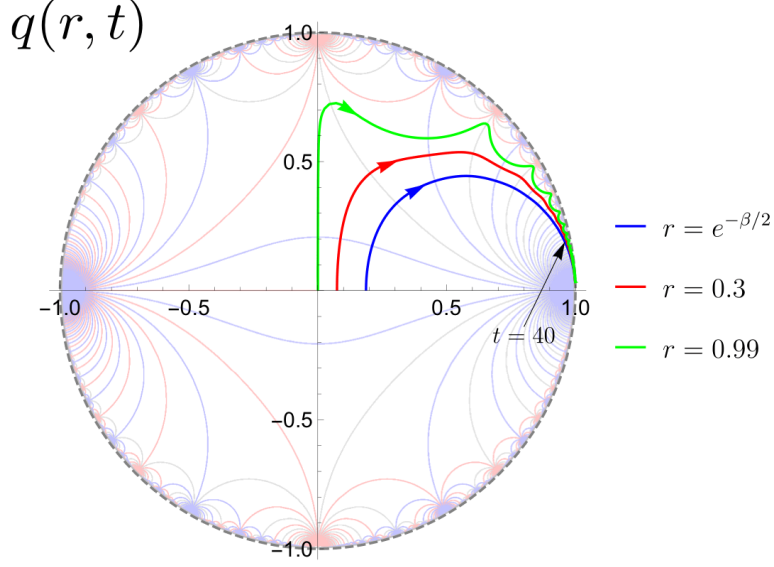 q(r, t)
1.0
0.5
-1.0
-0.5
0.5
1.0
t = 40
-0.5
-1.0
r = e^{-β/2}
r = 0.3
r = 0.99